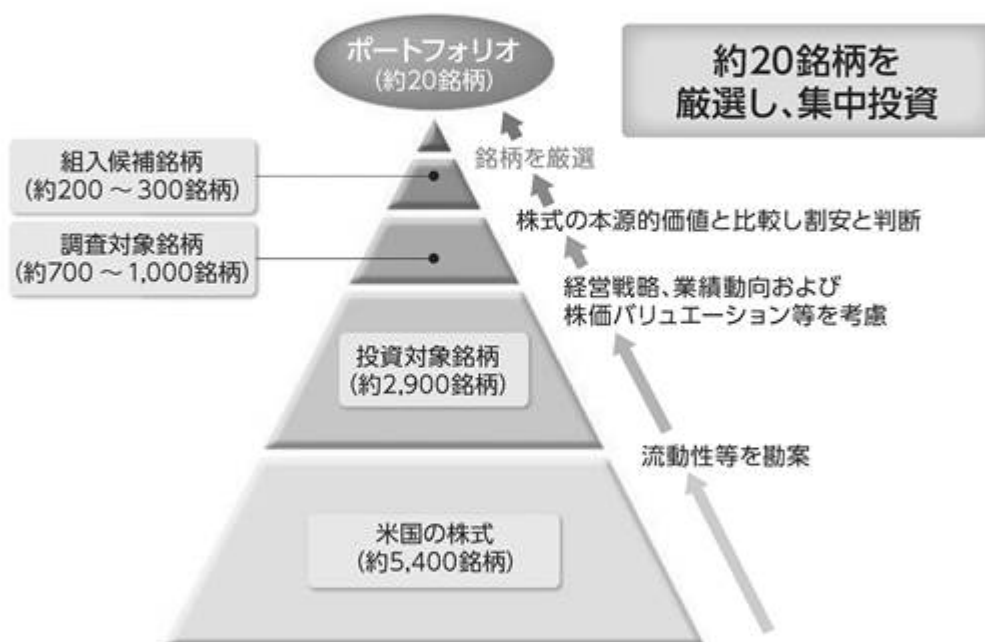 ポートフォリオ
(約20銘柄)
約20銘柄を
厳選し、集中投資
銘柄を厳選
組入候補銘柄
(約200 ～ 300銘柄)
株式の本源的価値と比較し割安と判断
調査対象銘柄
(約700 ～ 1,000銘柄)
経営戦略、業績動向および
株価バリュエーション等を考慮
投資対象銘柄
(約2,900銘柄)
流動性等を勘案
米国の株式
(約5,400銘柄)